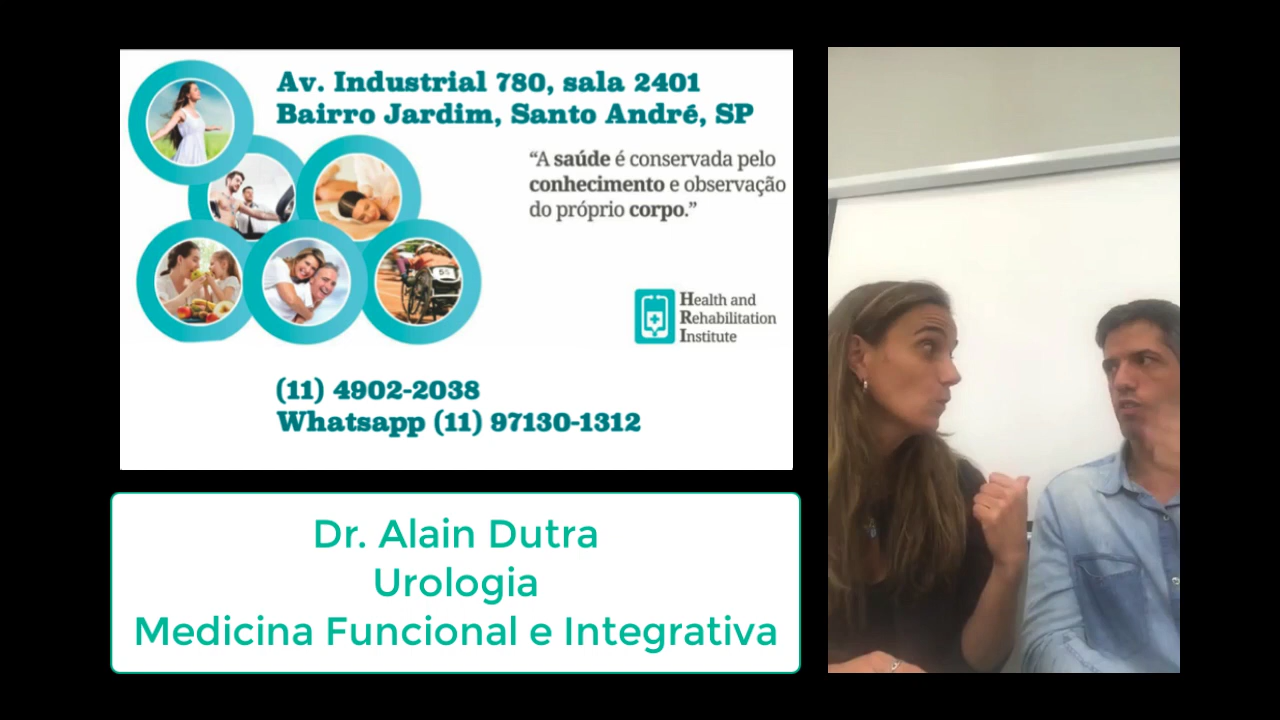 Av. Industrial 780, sala 2401
Bairro Jardim, Santo André, SP
“A saúde é conservada pelo
conhecimento e observação
do próprio corpo.”
Health and
Rehabilitation
Institute
(11) 4902-2038
Whatsapp (11) 97130-1312
Dr. Alain Dutra
Urologia
Medicina Funcional e Integrativa